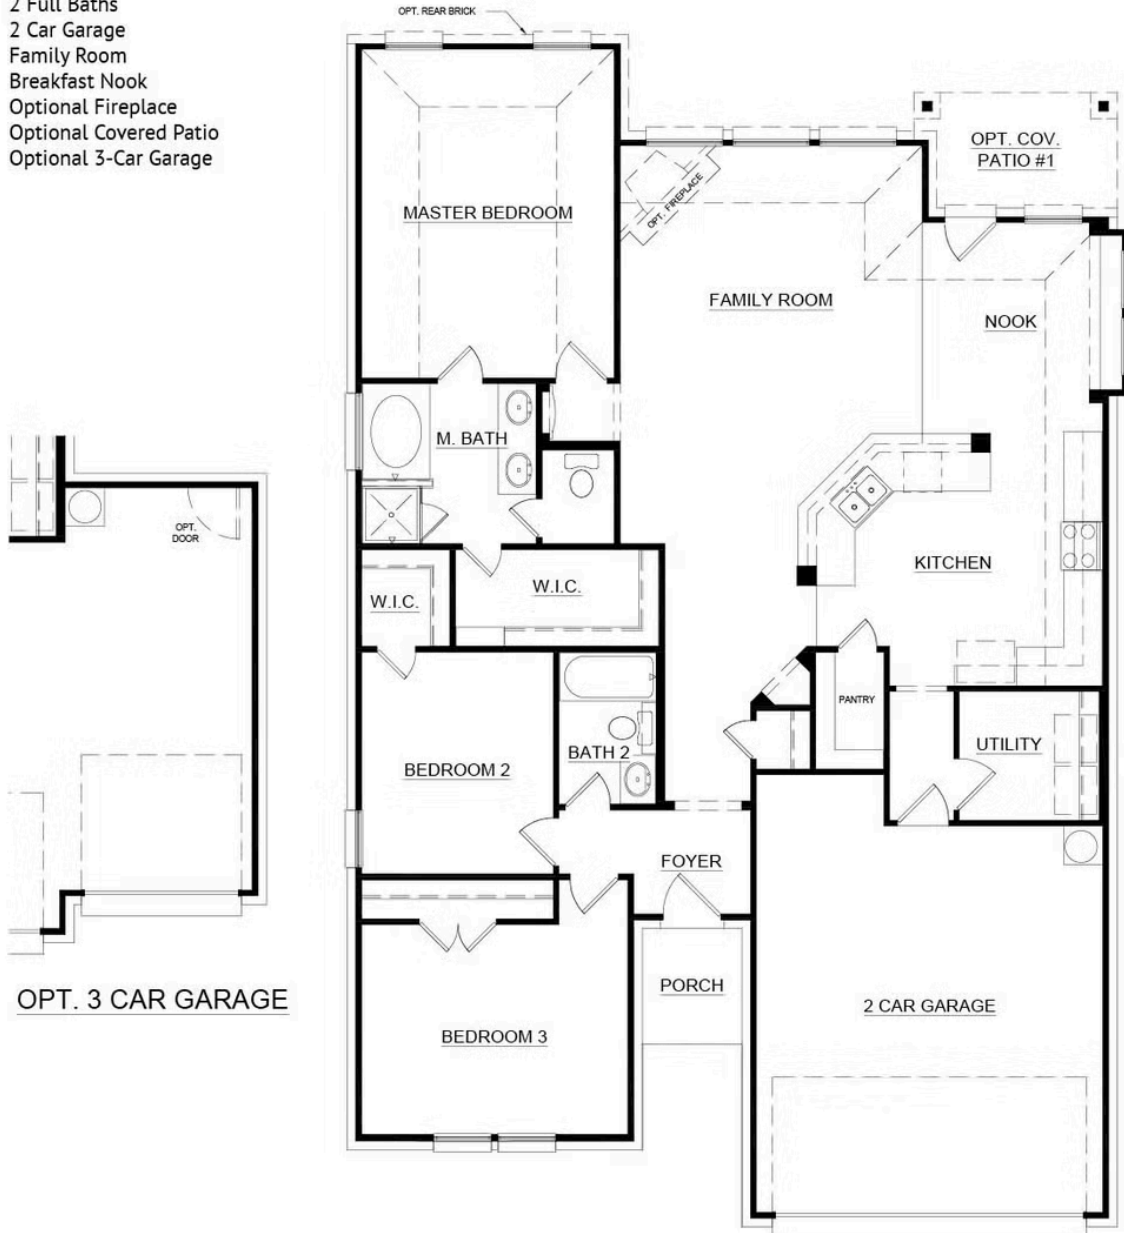 2 Full Baths
2 Car Garage
Family Room
Breakfast Nook
Optional Fireplace
Optional Covered Patio
Optional 3-Car Garage
OPT. REAR BRICK
OPT. COV.
PATIO #1
MASTER BEDROOM
OPT. FIREPLACE
FAMILY ROOM
NOOK
M. BATH
OPT.
DOOR
KITCHEN
W.I.C.
W.I.C.
PANTRY
UTILITY
BATH 2
BEDROOM 2
FOYER
PORCH
OPT. 3 CAR GARAGE
2 CAR GARAGE
BEDROOM 3